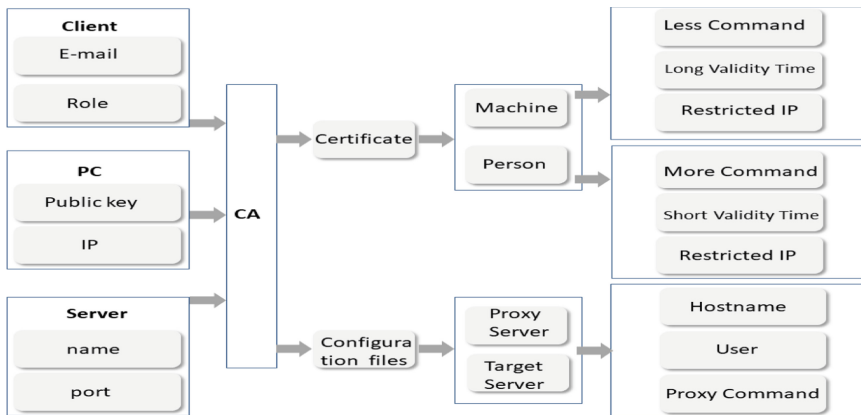 Client
E-mail
Role
PC
Public key
IP
Server
name
port
CA
Certificate
Configura
tion files
Machine
Person
Proxy
Server
Target
Server
Less Command
Long Validity Time
Restricted IP
More Command
Short Validity Time
Restricted IP
Hostname
User
Proxy Command